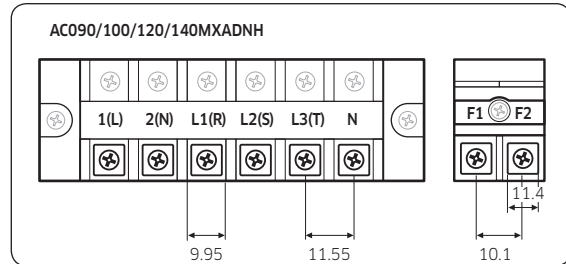 AC090/100/120/140MXADNH
1(L) 2(N) L1(R) L2(S) L3(T) N
F1 F2
11.4
9.95 11.55 10.1